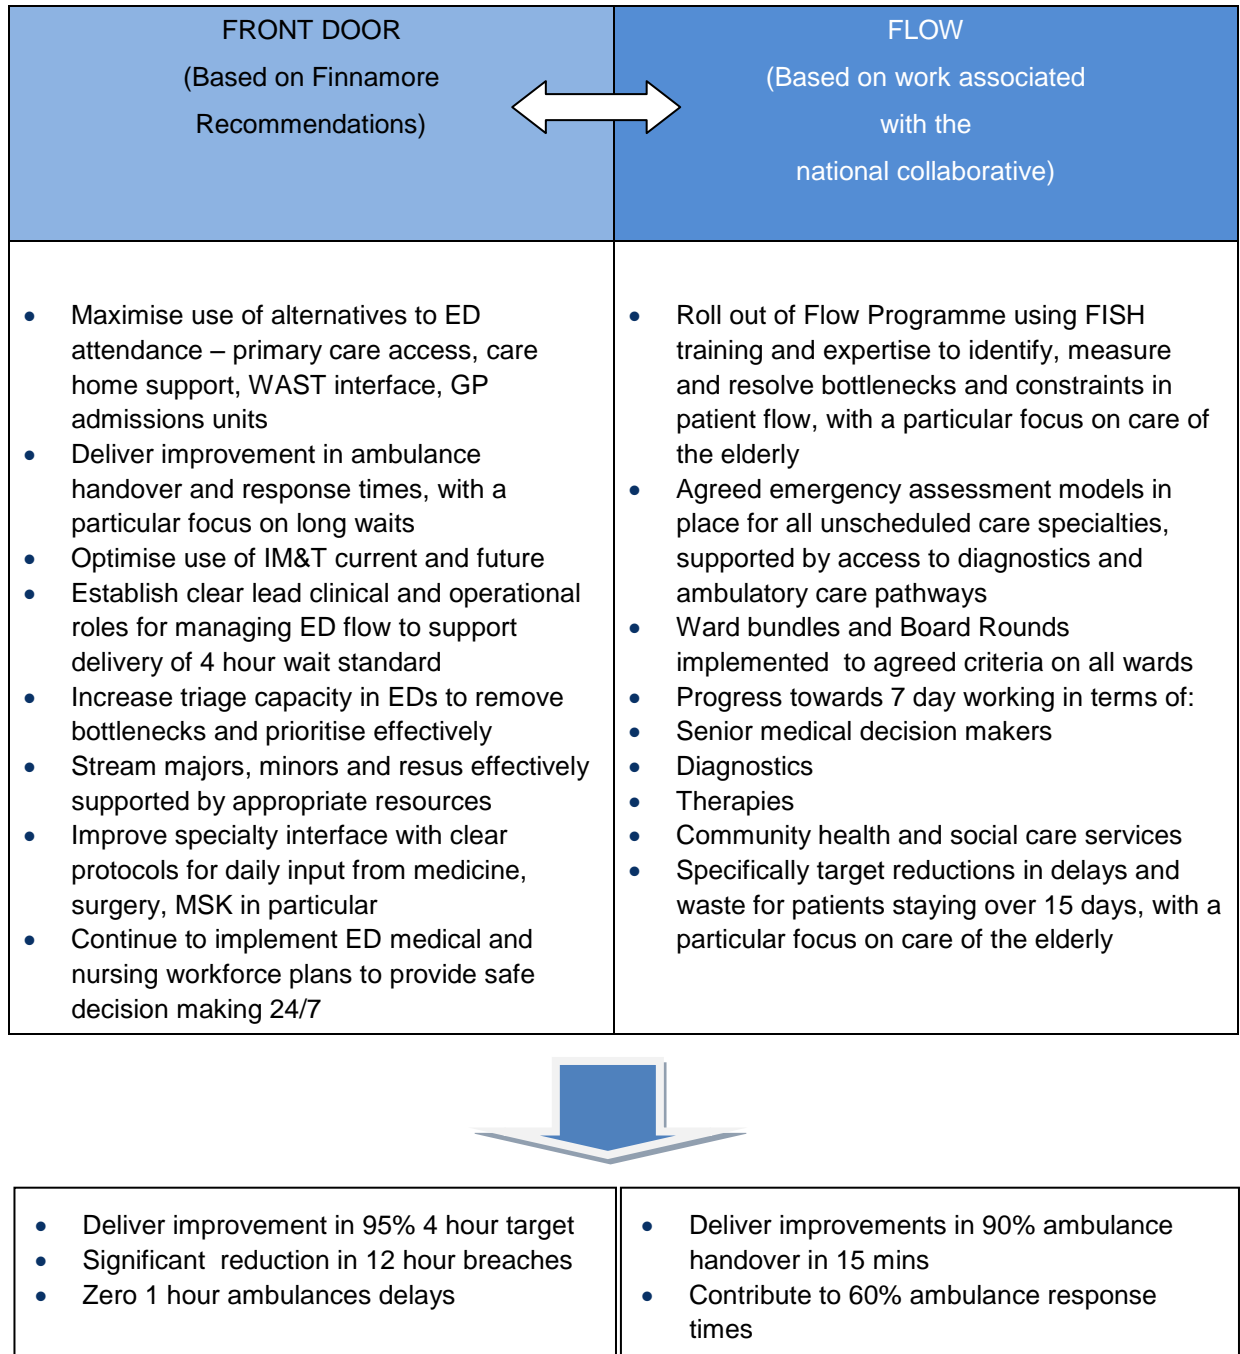 FRONT DOOR
(Based on Finnamore
Recommendations)
FLOW
(Based on work associated
with the
national collaborative)
• Maximise use of alternatives to ED
attendance – primary care access, care
home support, WAST interface, GP
admissions units
• Deliver improvement in ambulance
handover and response times, with a
particular focus on long waits
• Optimise use of IM&T current and future
• Establish clear lead clinical and operational
roles for managing ED flow to support
delivery of 4 hour wait standard
• Increase triage capacity in EDs to remove
bottlenecks and prioritise effectively
• Stream majors, minors and resus effectively
supported by appropriate resources
• Improve specialty interface with clear
protocols for daily input from medicine,
surgery, MSK in particular
• Continue to implement ED medical and
nursing workforce plans to provide safe
decision making 24/7
• Roll out of Flow Programme using FISH
training and expertise to identify, measure
and resolve bottlenecks and constraints in
patient flow, with a particular focus on care of
the elderly
• Agreed emergency assessment models in
place for all unscheduled care specialties,
supported by access to diagnostics and
ambulatory care pathways
• Ward bundles and Board Rounds
implemented  to agreed criteria on all wards
• Progress towards 7 day working in terms of:
• Senior medical decision makers
• Diagnostics
• Therapies
• Community health and social care services
• Specifically target reductions in delays and
waste for patients staying over 15 days, with a
particular focus on care of the elderly
• Deliver improvement in 95% 4 hour target
• Significant  reduction in 12 hour breaches
• Zero 1 hour ambulances delays
• Deliver improvements in 90% ambulance
handover in 15 mins
• Contribute to 60% ambulance response
times